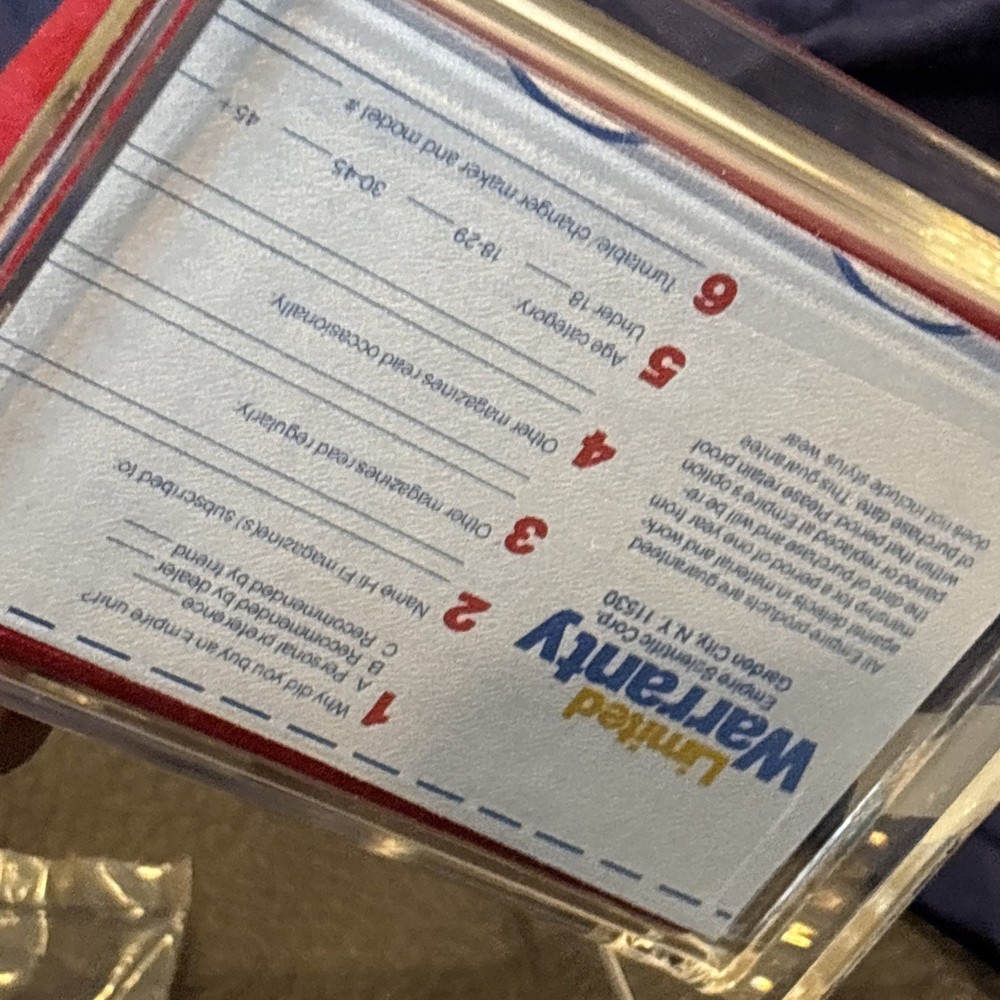 Limited
Warranty
Empire Scientific Corp.
Garden City, N.Y. 11530
All Empire products are guaranteed
against defects in material and work-
manship for a period of one year from
the date of purchase and will be re-
paired or replaced at Empire's option
within that period. Please retain proof
of purchase date. This guarantee
does not include stylus wear
1 Why did you buy an Empire unit?
A. Personal preference
B. Recommended by dealer
C. Recommended by friend
2 Name Hi Fi magazine(s) subscribed to:
3 Other magazines read regularly.
4 Other magazines read occasionally.
5 Age category
Under 18 18-29 30-45 45+
6 Turntable/changer maker and model #